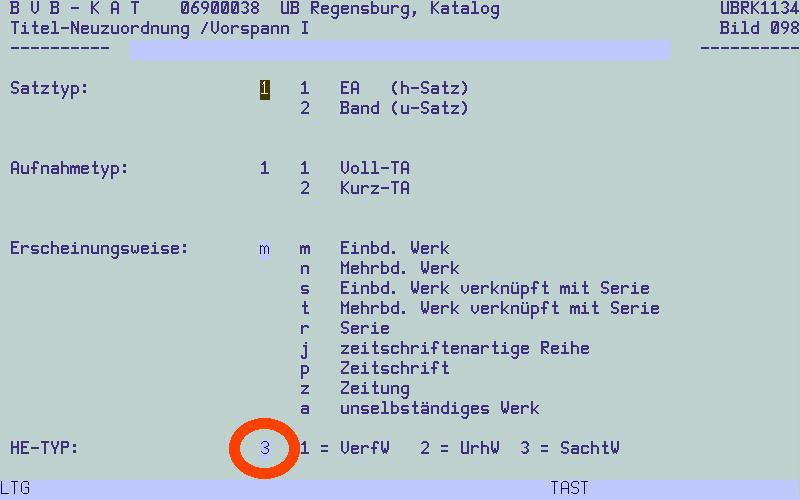 B V B - K A T    06900038  UB Regensburg, Katalog    UBRK1134
Titel-Neuzuordnung /Vorspann I    Bild 098
----------    ----------
Satztyp:    1   1   EA   (h-Satz)
2   Band (u-Satz)
Aufnahmetyp:    1   1   Voll-TA
2   Kurz-TA
Erscheinungsweise:    m   m   Einbd. Werk
n   Mehrbd. Werk
s   Einbd. Werk verknüpft mit Serie
t   Mehrbd. Werk verknüpft mit Serie
r   Serie
j   zeitschriftenartige Reihe
p   Zeitschrift
z   Zeitung
a   unselbständiges Werk
HE-TYP:    3   1 = VerfW   2 = UrhW  3 = SachtW
LTG    TAST